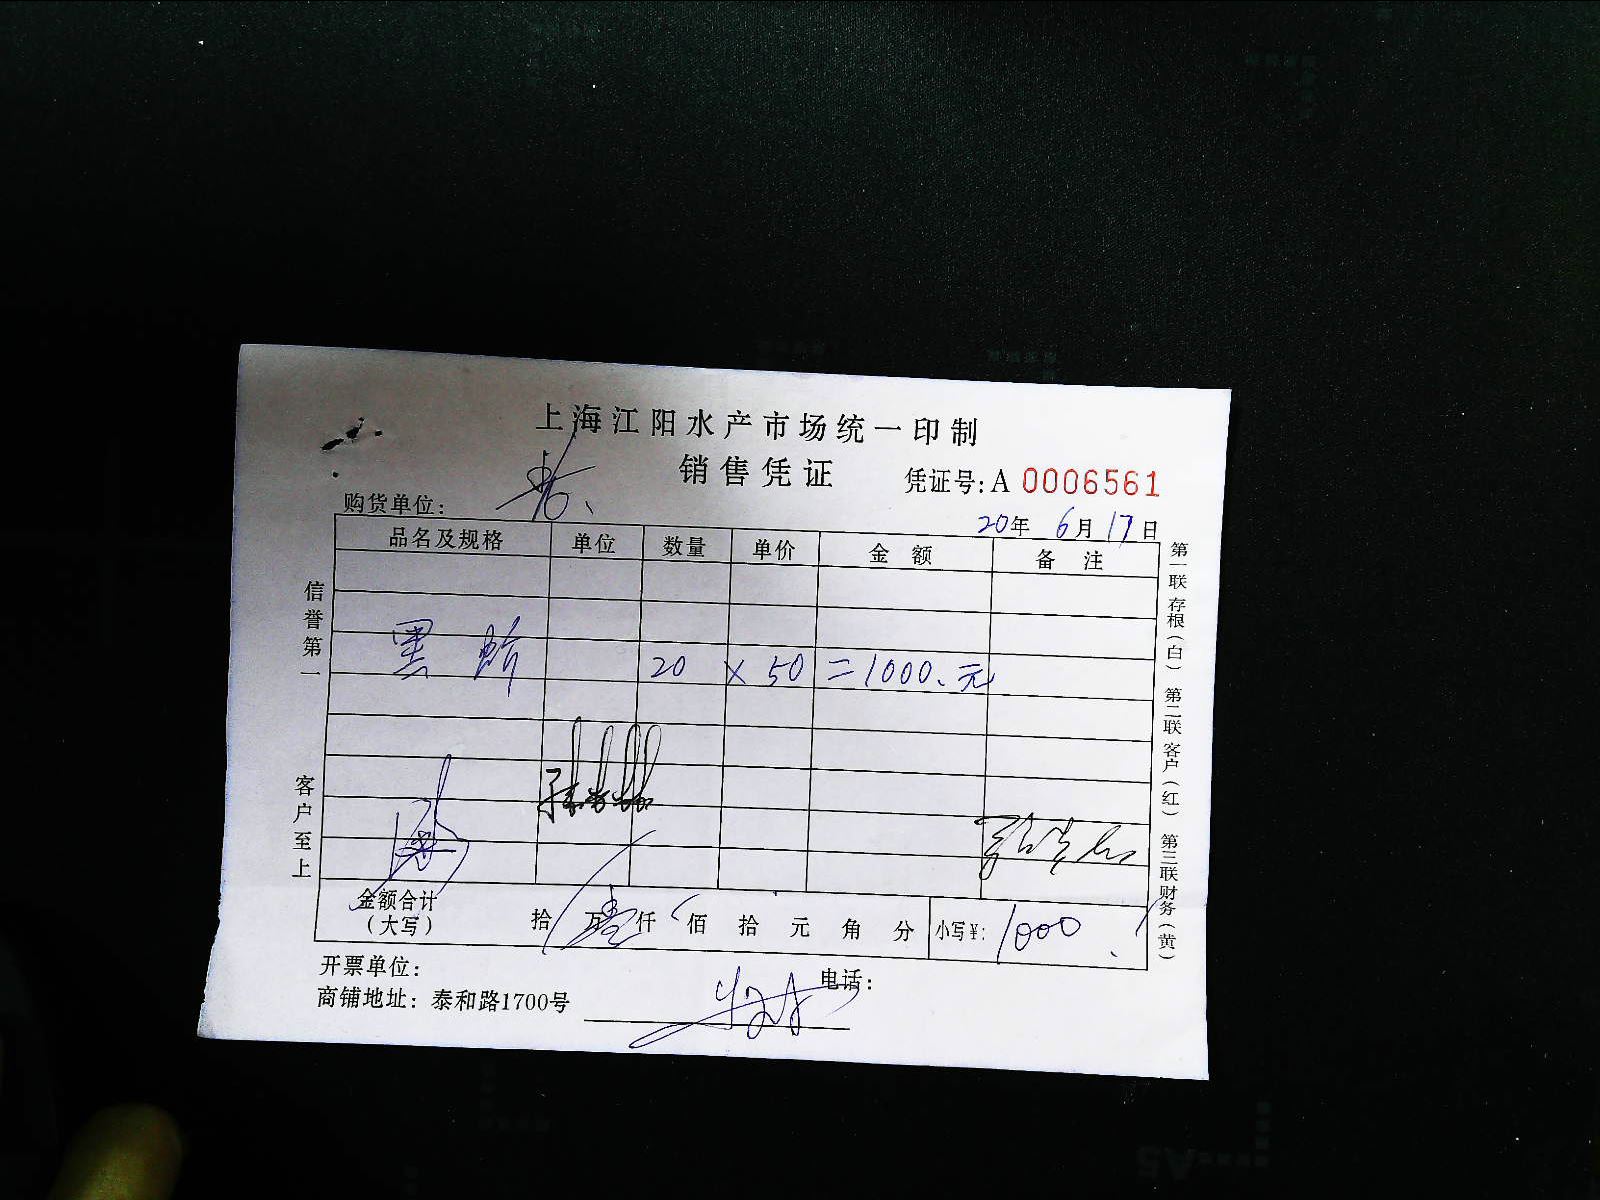 上海江阳水产市场统一印制
销售凭证 凭证号:A 0006561
购货单位:
20年 6月17日
品名及规格 单位 数量 单价 金额 备注
黑 20 × 50 =1000.元
金额合计(大写) 拾 万 壹仟 佰 拾 元 角 分 小写¥: 1000
开票单位: 电话:
商铺地址: 泰和路1700号
信誉第一
客户至上
第一联 存根(白) 第二联 客户(红) 第三联 财务(黄)